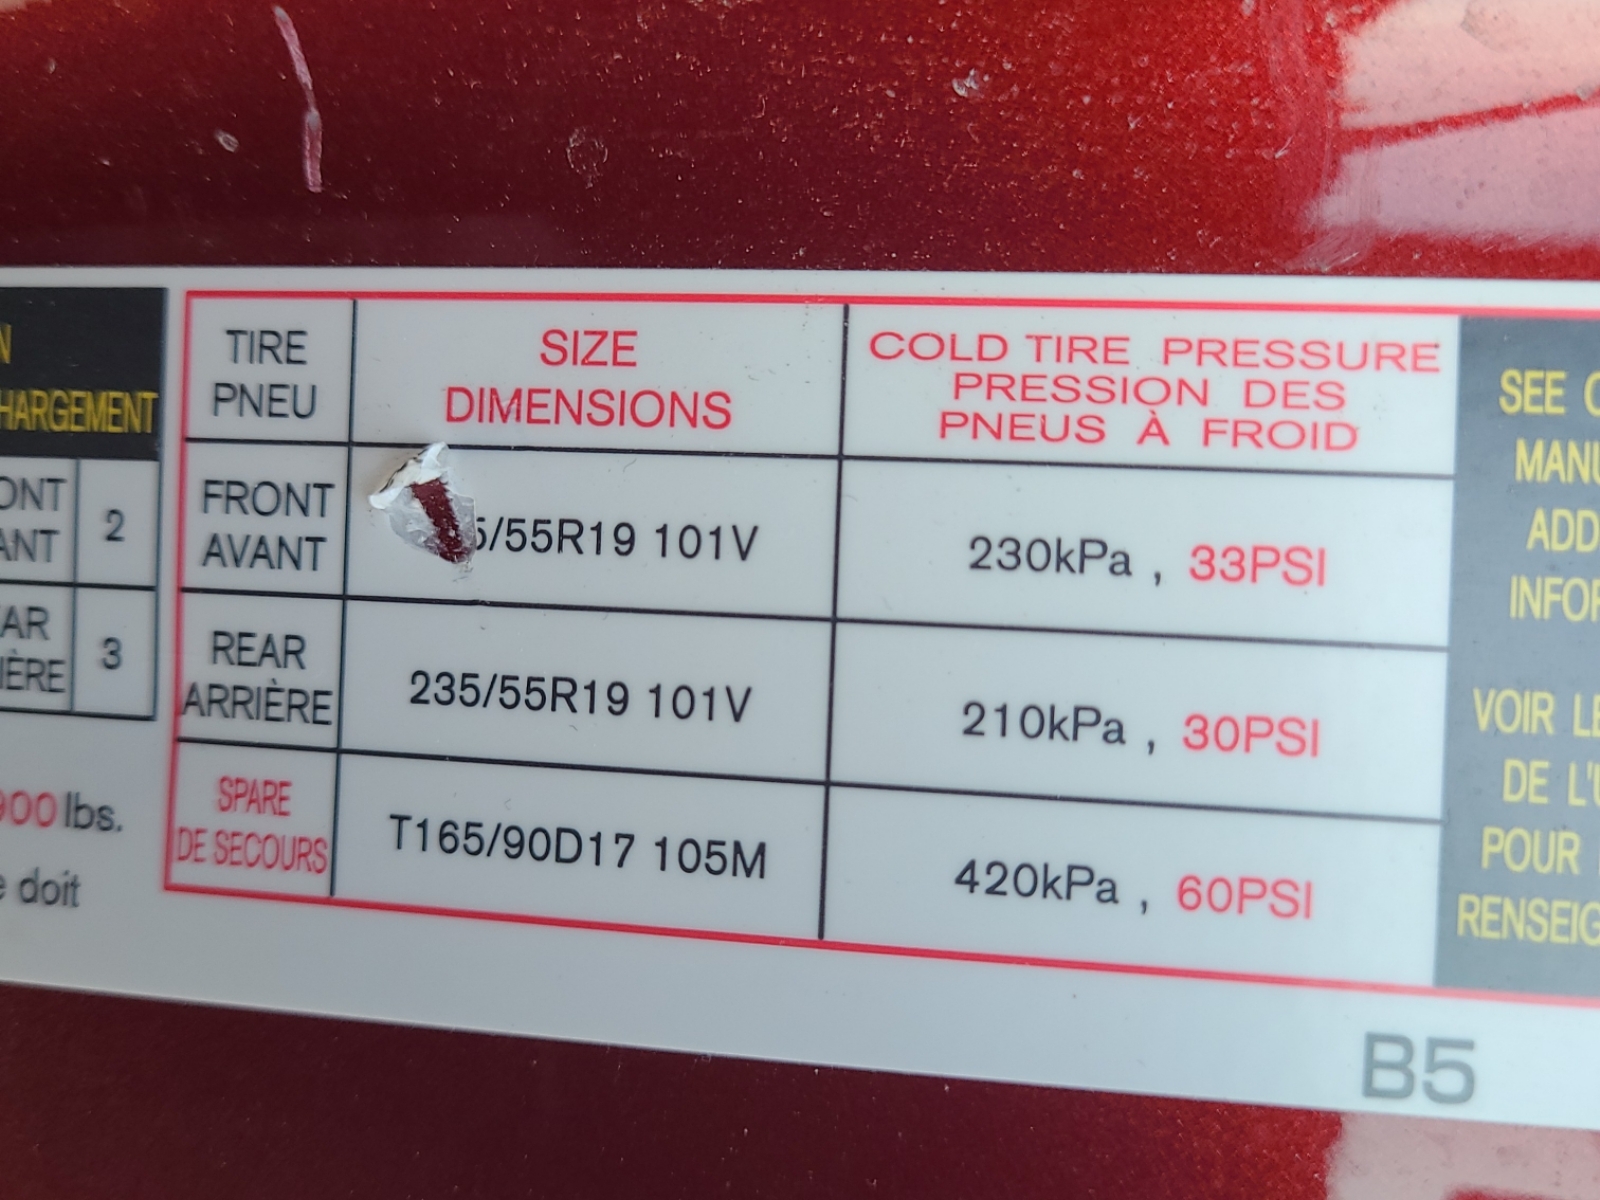 N
HARGEMENT
ONT
ANT
2
AR
IÈRE
3
900 lbs.
e doit
TIRE
PNEU
SIZE
DIMENSIONS
COLD TIRE PRESSURE
PRESSION DES
PNEUS À FROID
FRONT
AVANT
5/55R19 101V
230kPa , 33PSI
REAR
ARRIÈRE
235/55R19 101V
210kPa , 30PSI
SPARE
DE SECOURS
T165/90D17 105M
420kPa , 60PSI
SEE O
MANU
ADD
INFOR
VOIR LE
DE L'U
POUR
RENSEIG
B5